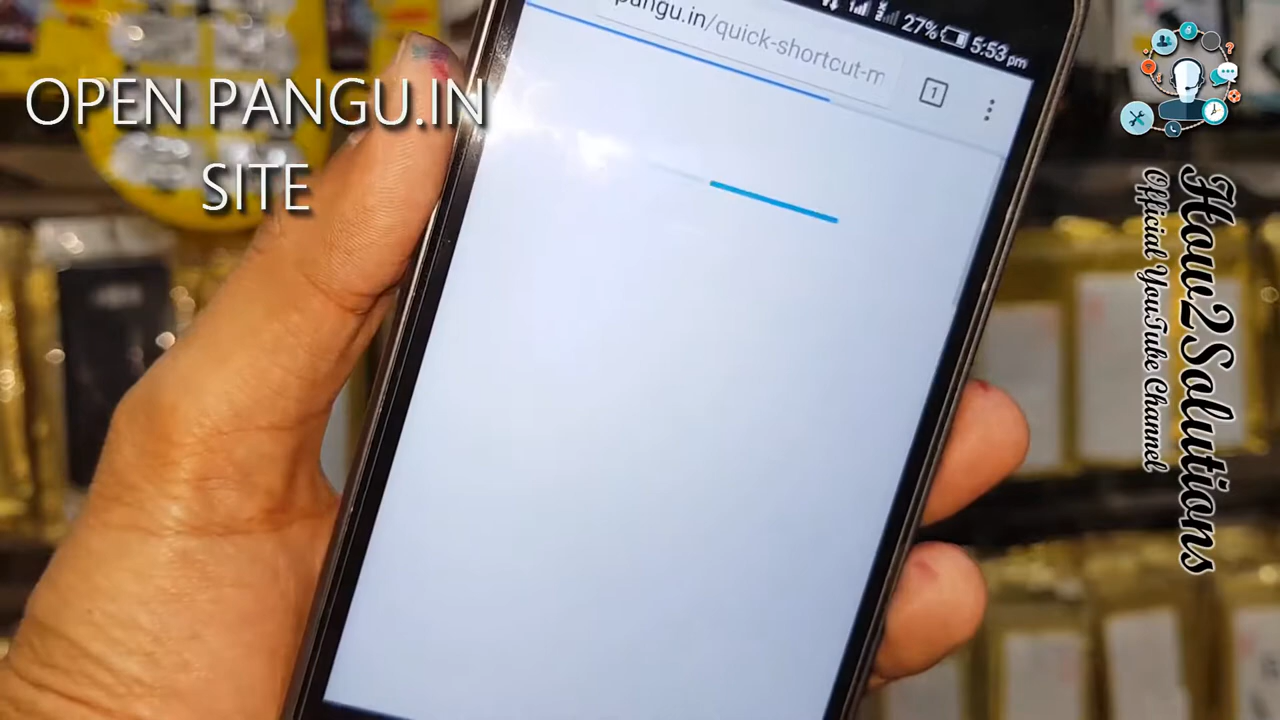 OPEN PANGU.IN
SITE
pangu.in/quick-shortcut-m
27%
5:53 pm
1
How2Solutions
Official YouTube Channel